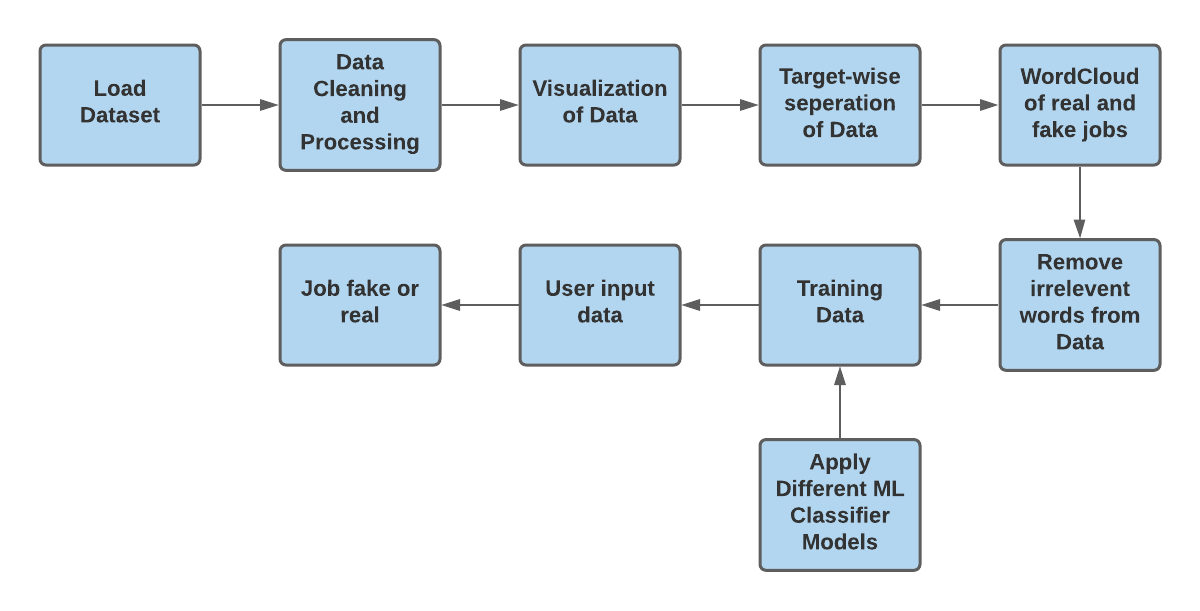 Load
Dataset
Data
Cleaning
and
Processing
Visualization
of Data
Target-wise
seperation
of Data
WordCloud
of real and
fake jobs
Remove
irrelevent
words from
Data
Training
Data
User input
data
Job fake or
real
Apply
Different ML
Classifier
Models